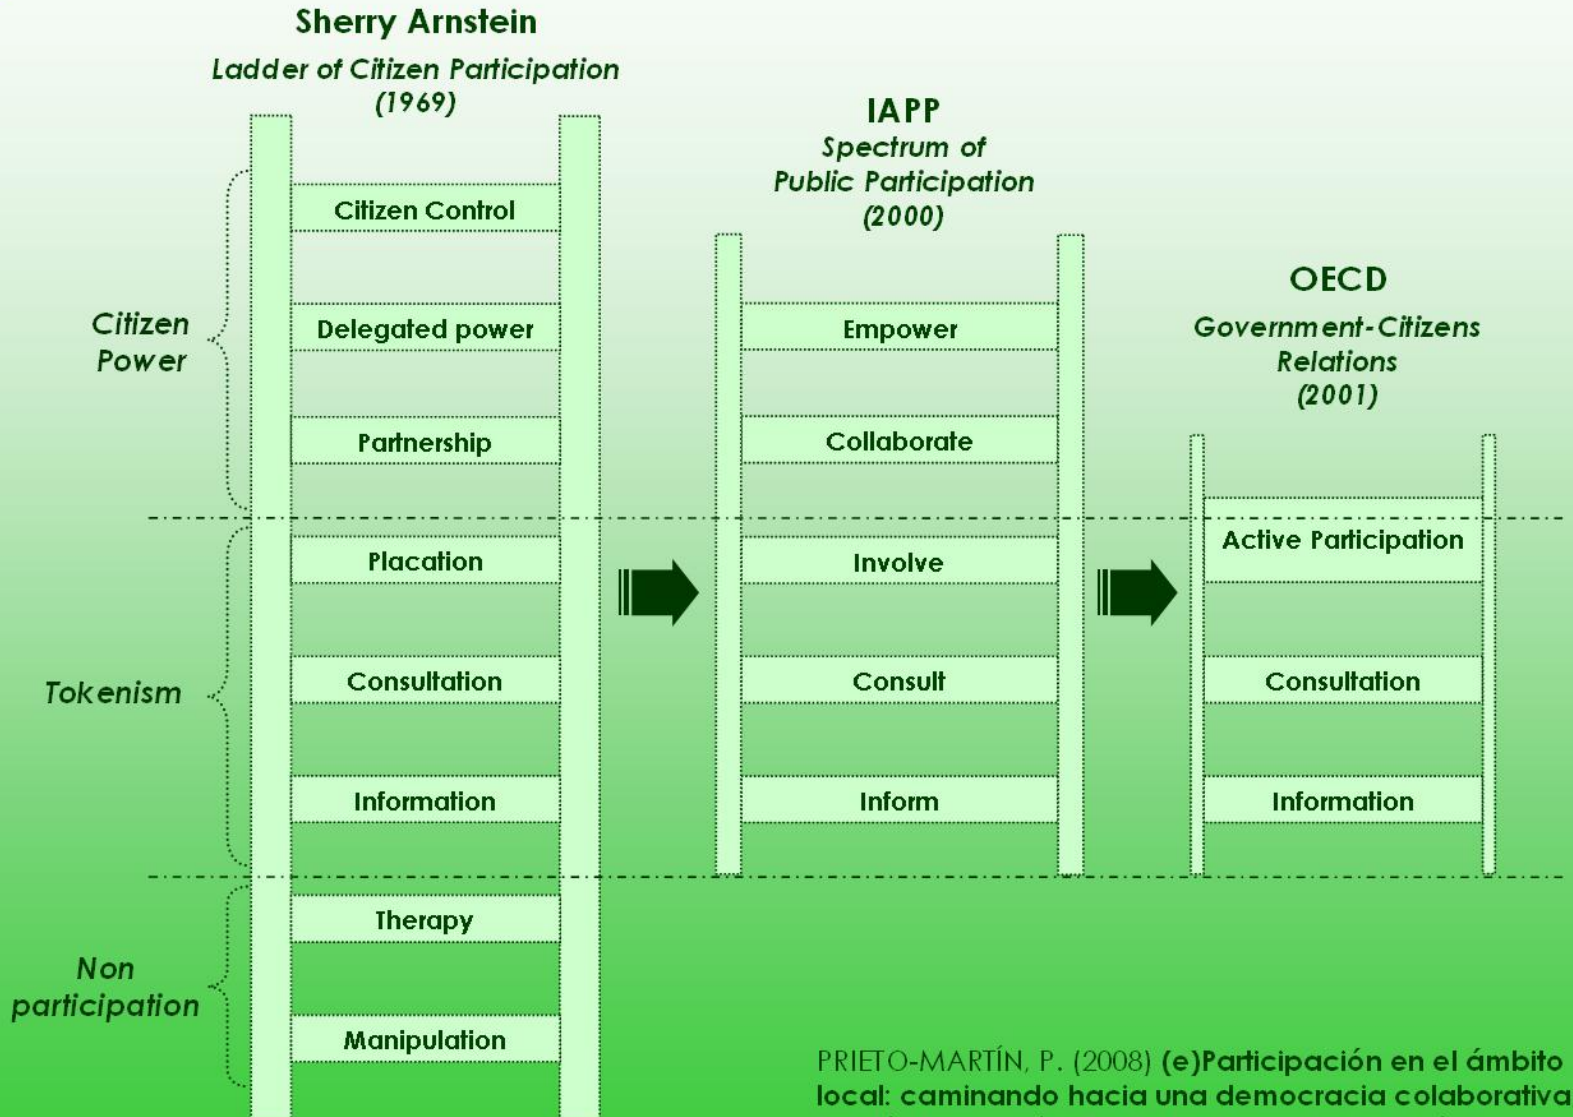 Sherry Arnstein
Ladder of Citizen Participation
(1969)
Citizen
Power
Tokenism
Non
participation
Citizen Control
Delegated power
Partnership
Placation
Consultation
Information
Therapy
Manipulation
IAPP
Spectrum of
Public Participation
(2000)
Empower
Collaborate
Involve
Consult
Inform
OECD
Government-Citizens
Relations
(2001)
Active Participation
Consultation
Information
PRIETO-MARTÍN, P. (2008) (e)Participación en el ámbito
local: caminando hacia una democracia colaborativa